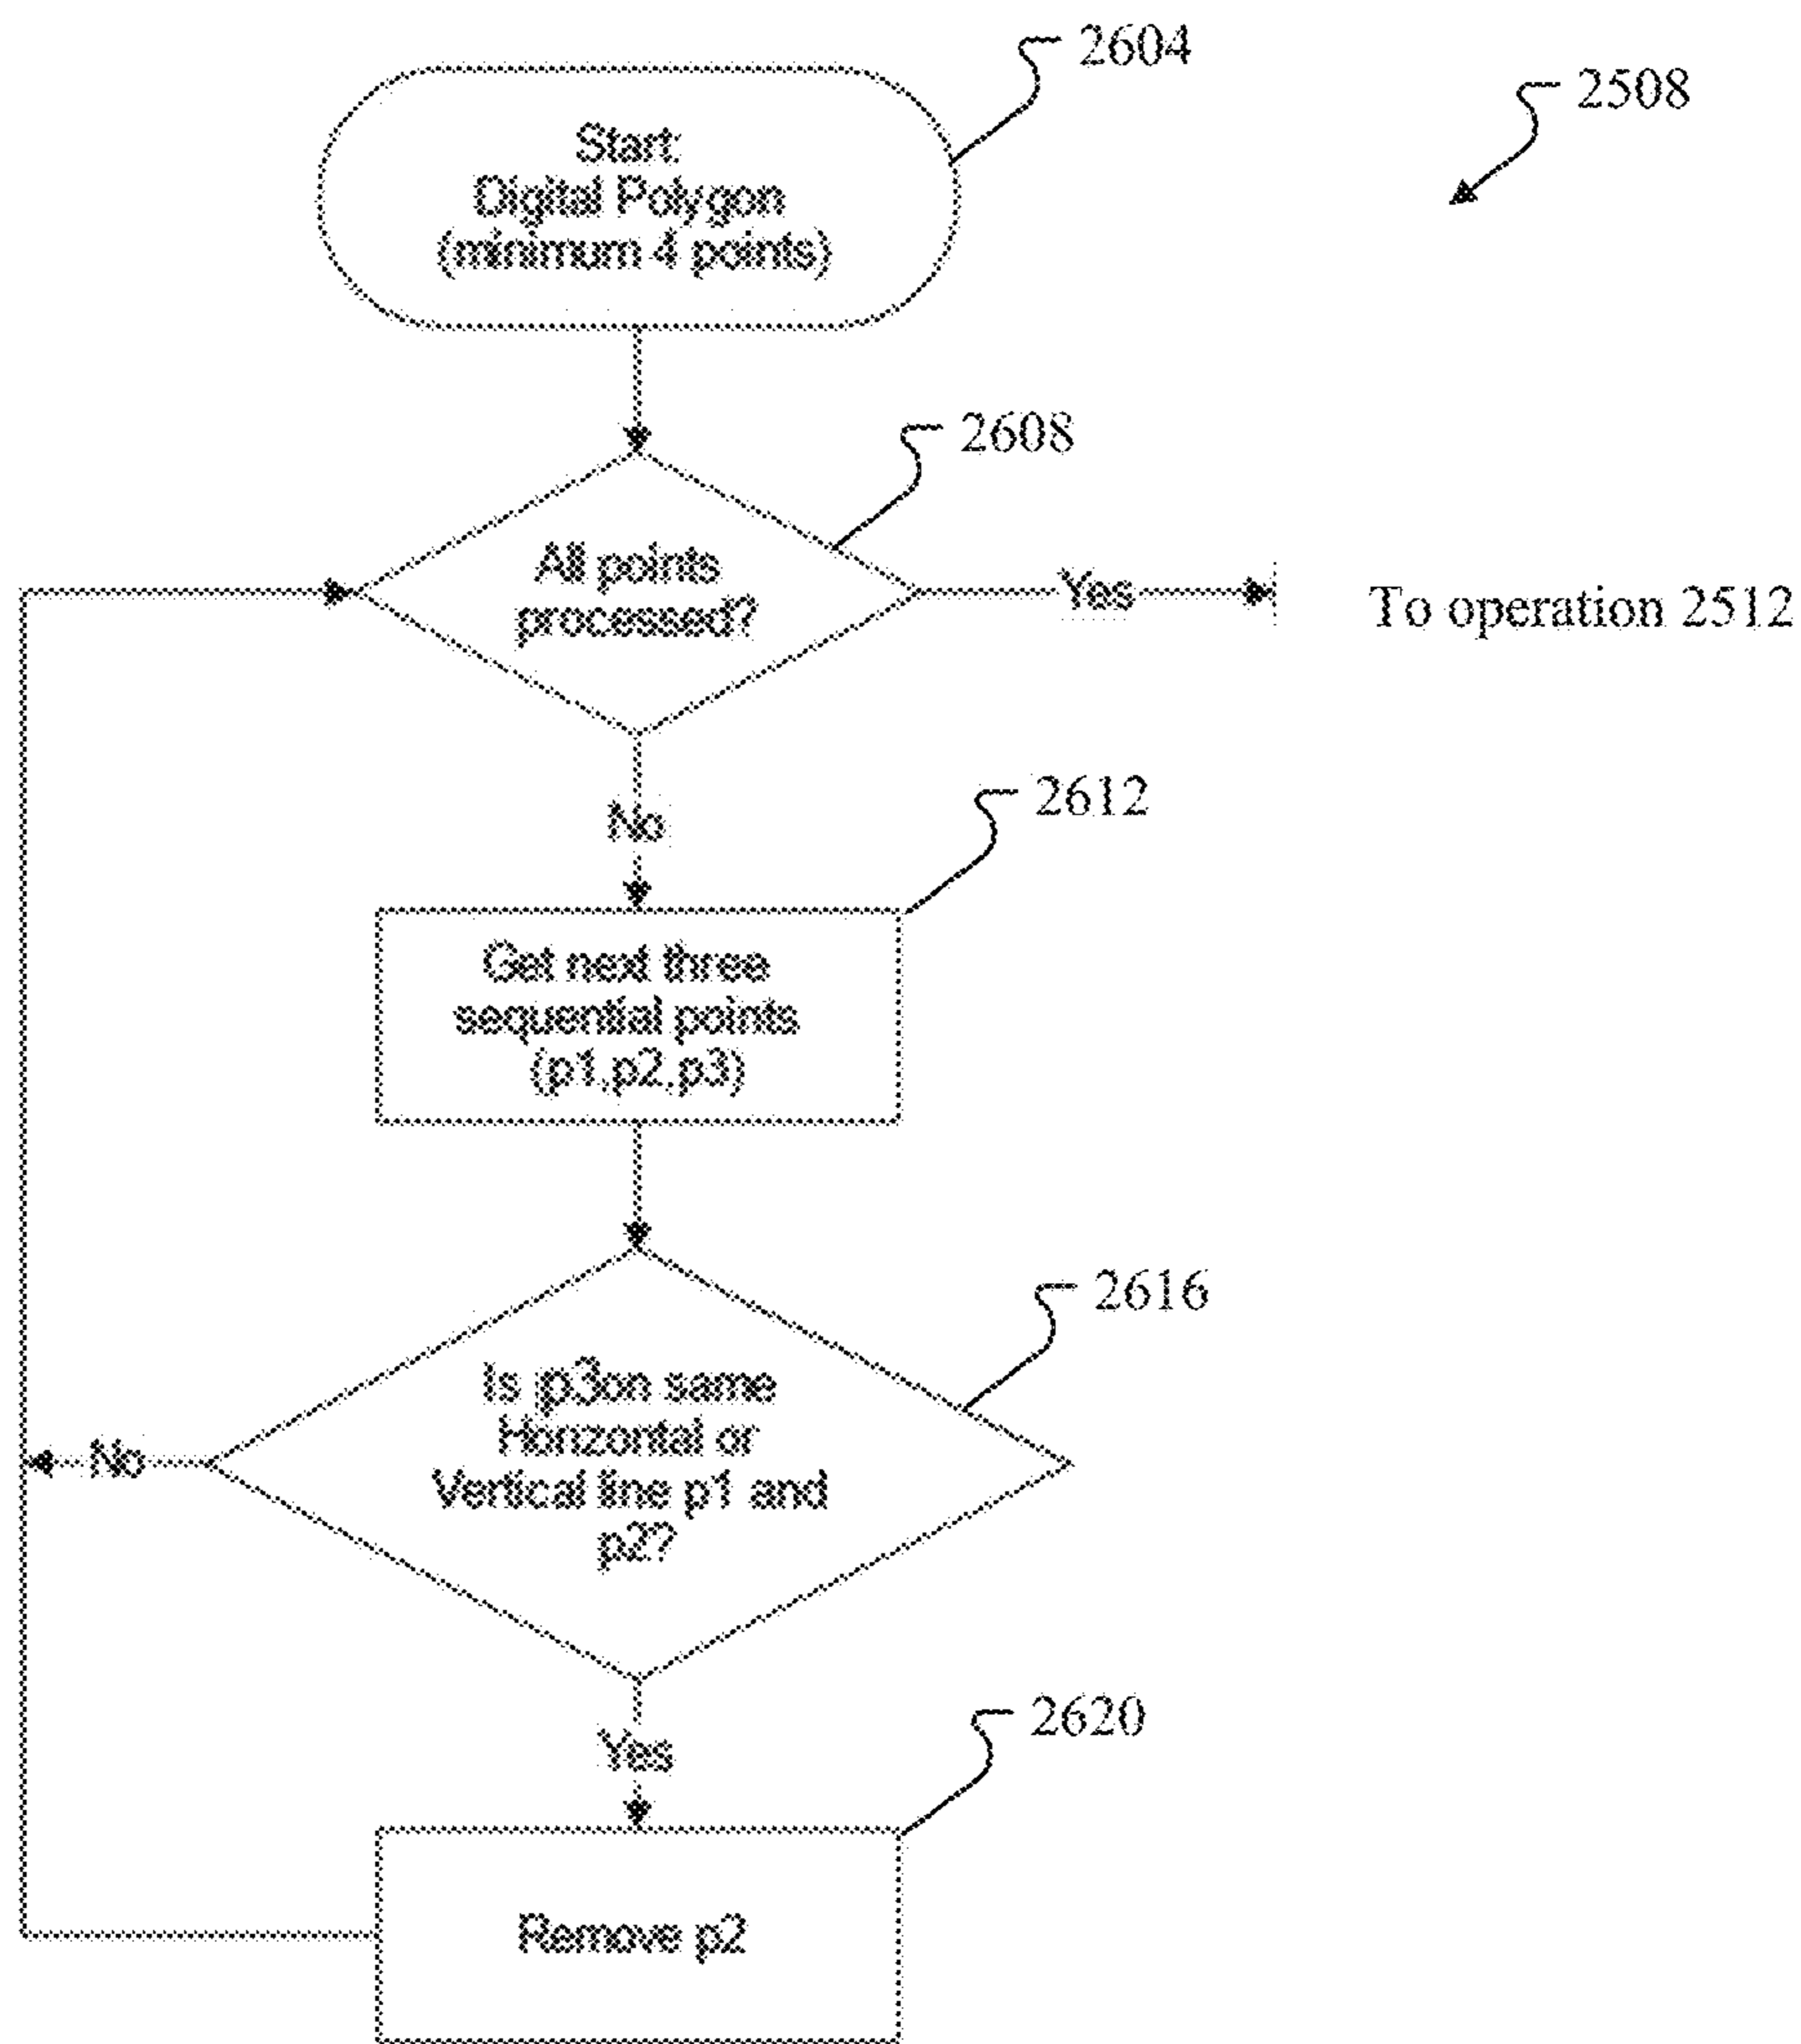 2604
2508
Start:
Digital Polygon
(minimum 4 points)
2608
All points
processed?
Yes
To operation 2512
No
2612
Get next three
sequential points
(p1,p2,p3)
2616
Is p3on same
Horizontal or
Vertical line p1 and
p2?
No
Yes
2620
Remove p2